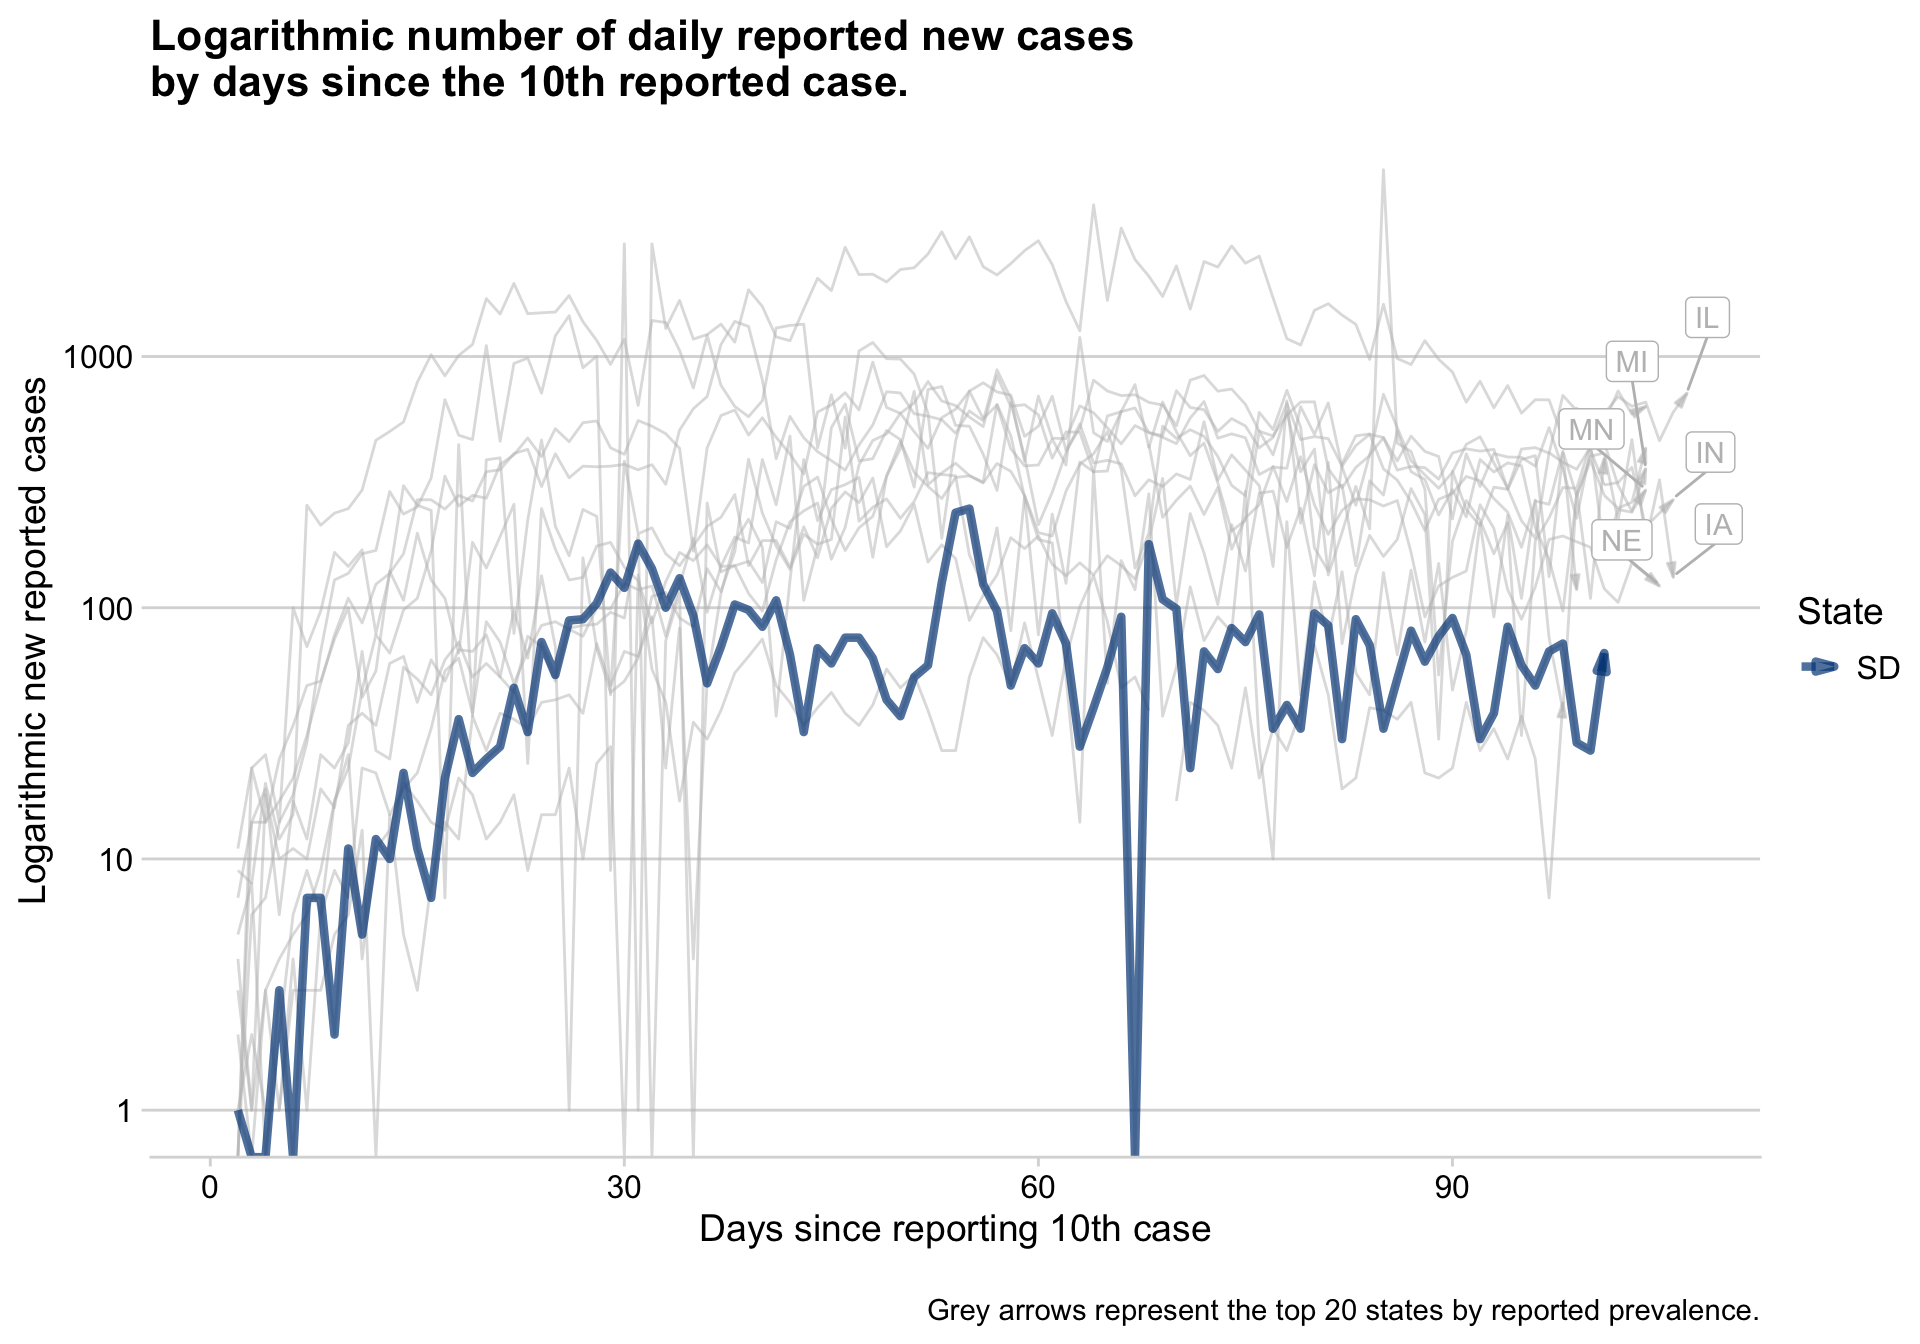 Logarithmic number of daily reported new cases
by days since the 10th reported case.
Logarithmic new reported cases
1000
100
10
1
IL
MI
MN
IN
IA
NE
State
SD
0
30
60
90
Days since reporting 10th case
Grey arrows represent the top 20 states by reported prevalence.